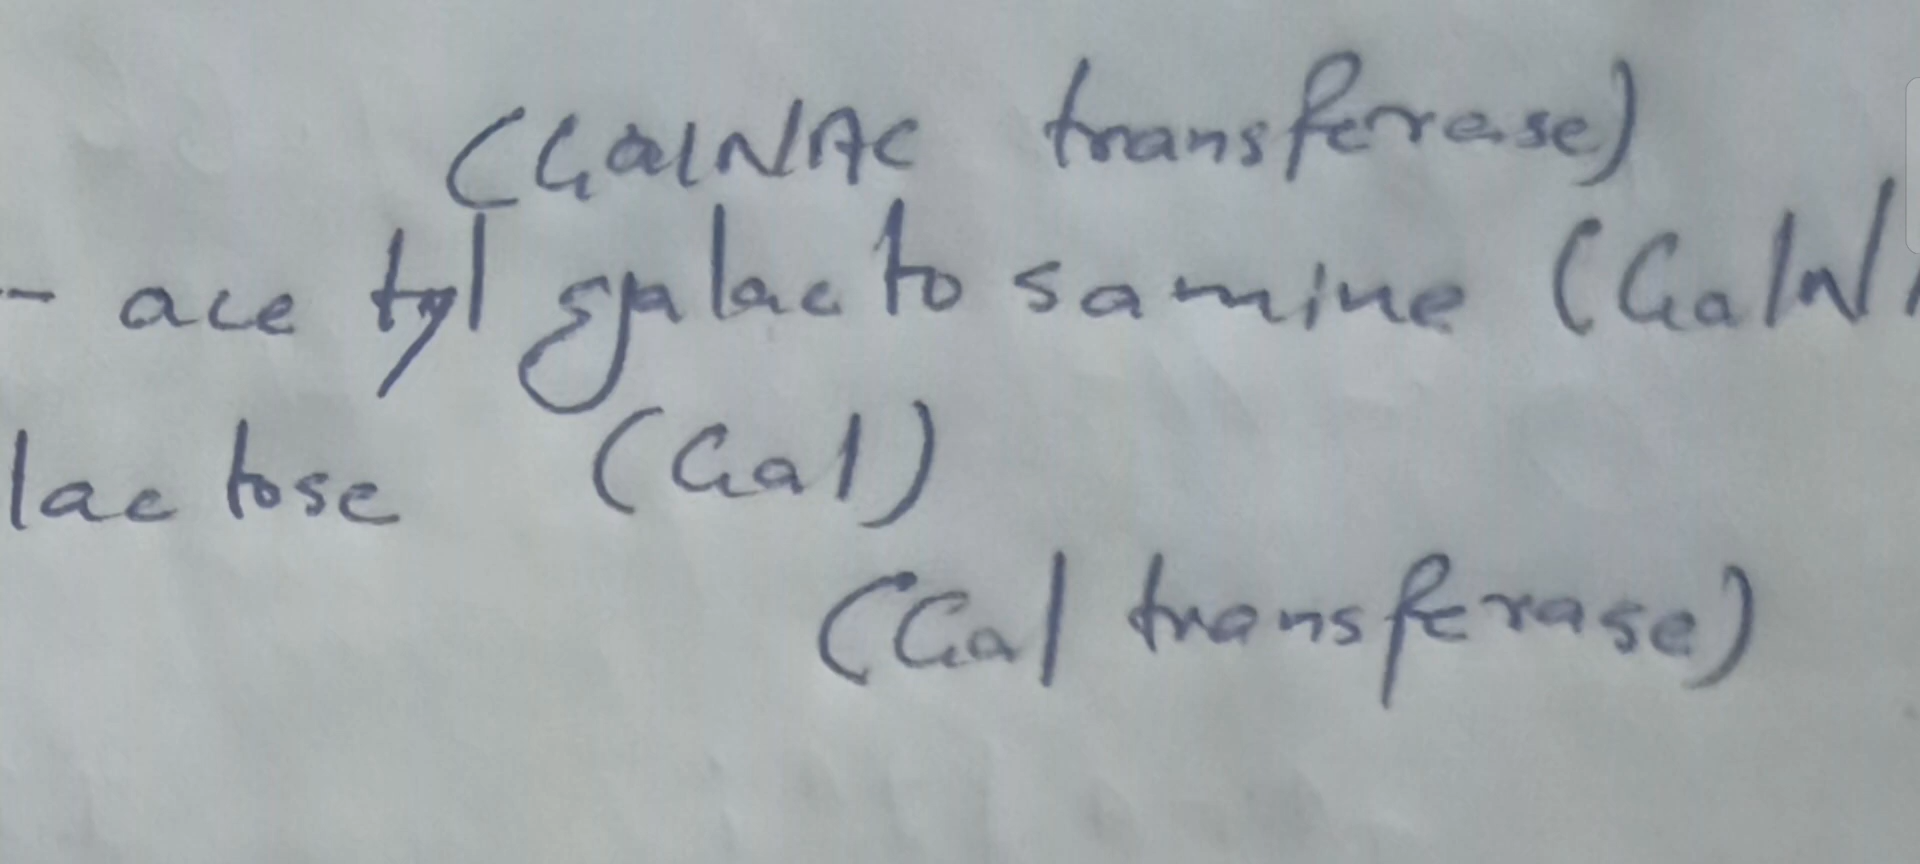 (GalNAc transferase)
- acetyl galactosamine (GalN
lactose (Gal)
(Gal transferase)